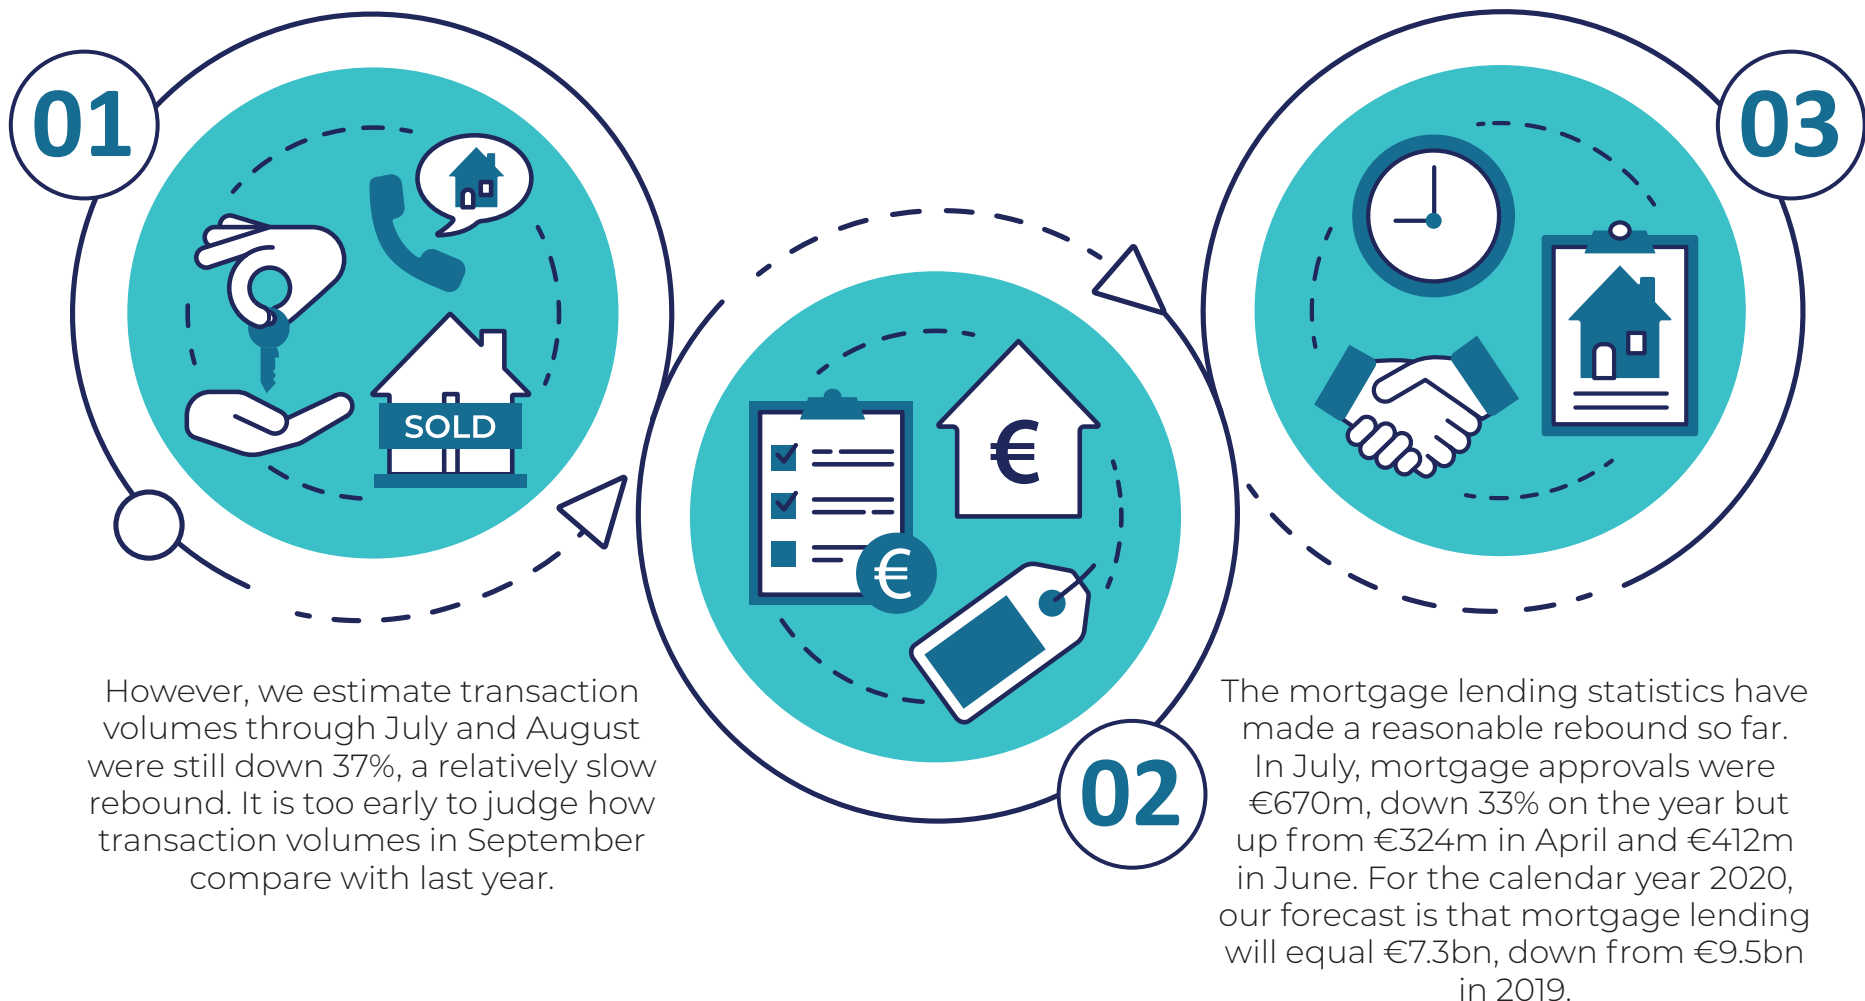 01
SOLD
However, we estimate transaction
volumes through July and August
were still down 37%, a relatively slow
rebound. It is too early to judge how
transaction volumes in September
compare with last year.
€
€
02
03
The mortgage lending statistics have
made a reasonable rebound so far.
In July, mortgage approvals were
€670m, down 33% on the year but
up from €324m in April and €412m
in June. For the calendar year 2020,
our forecast is that mortgage lending
will equal €7.3bn, down from €9.5bn
in 2019.